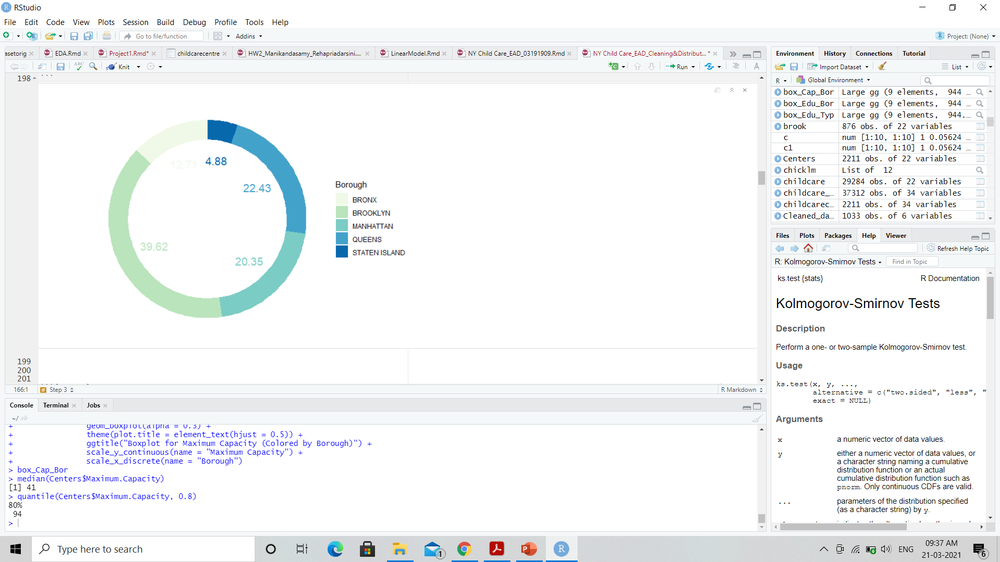 RStudio
File Edit Code View Plots Session Build Debug Profile Tools Help
Go to file/function Addins Project: (None)
asetorig EDA.Rmd Project1.Rmd* childcarecentre HW2_Manikandasamy_Rehapriadarsini.... LinearModel.Rmd NY Child Care_EAD_03191909.Rmd NY Child Care_EAD_Cleaning&Distribut...*
ABC Knit Run
198 ```
12.71 4.88
22.43
39.62
20.35
Borough
BRONX
BROOKLYN
MANHATTAN
QUEENS
STATEN ISLAND
199
200
201
166:1 # Step 3 R Markdown
Console Terminal Jobs
~/
+ geom_boxplot(alpha = 0.3) +
+ theme(plot.title = element_text(hjust = 0.5)) +
+ ggtitle("Boxplot for Maximum Capacity (Colored by Borough)") +
+ scale_y_continuous(name = "Maximum Capacity") +
+ scale_x_discrete(name = "Borough")
> box_Cap_Bor
> median(Centers$Maximum.Capacity)
[1] 41
> quantile(Centers$Maximum.Capacity, 0.8)
80%
94
>
Environment History Connections Tutorial
Import Dataset List
R Global Environment
box_Cap_Bor Large gg (9 elements, 944 …
box_Edu_Bor Large gg (9 elements, 944 …
box_Edu_Typ Large gg (9 elements, 944.…
brook 876 obs. of 22 variables
c num [1:10, 1:10] 1 0.05624 …
c1 num [1:10, 1:10] 1 0.05624 …
Centers 2211 obs. of 22 variables
chicklm List of 12
childcare 29284 obs. of 22 variables
childcare_… 37312 obs. of 34 variables
childcarec… 2211 obs. of 34 variables
Cleaned_da… 1033 obs. of 6 variables
Files Plots Packages Help Viewer
Refresh Help Topic
R: Kolmogorov-Smirnov Tests Find in Topic
ks.test {stats} R Documentation
Kolmogorov-Smirnov Tests
Description
Perform a one- or two-sample Kolmogorov-Smirnov test.
Usage
ks.test(x, y, ...,
alternative = c("two.sided", "less", "
exact = NULL)
Arguments
x a numeric vector of data values.
y either a numeric vector of data values, or
a character string naming a cumulative
distribution function or an actual
cumulative distribution function such as
pnorm. Only continuous CDFs are valid.
... parameters of the distribution specified
(as a character string) by y.
Type here to search
1
ENG
09:37 AM
21-03-2021
6